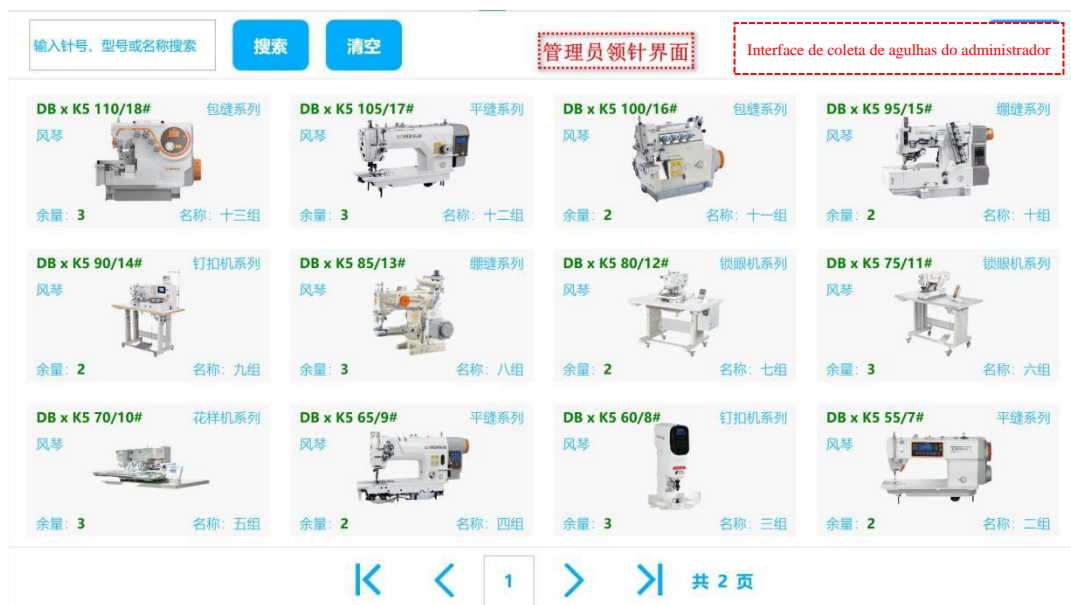 输入针号、型号或名称搜索
搜索
清空
管理员领针界面
Interface de coleta de agulhas do administrador
DB x K5 110/18#
包缝系列
风琴
余量: 3
名称: 十三组
DB x K5 105/17#
平缝系列
风琴
余量: 3
名称: 十二组
DB x K5 100/16#
包缝系列
风琴
余量: 2
名称: 十一组
DB x K5 95/15#
绷缝系列
风琴
余量: 2
名称: 十组
DB x K5 90/14#
钉扣机系列
风琴
余量: 2
名称: 九组
DB x K5 85/13#
绷缝系列
风琴
余量: 3
名称: 八组
DB x K5 80/12#
锁眼机系列
风琴
余量: 2
名称: 七组
DB x K5 75/11#
锁眼机系列
风琴
余量: 3
名称: 六组
DB x K5 70/10#
花样机系列
风琴
余量: 3
名称: 五组
DB x K5 65/9#
平缝系列
风琴
余量: 2
名称: 四组
DB x K5 60/8#
钉扣机系列
风琴
余量: 3
名称: 三组
DB x K5 55/7#
平缝系列
风琴
余量: 2
名称: 二组
1
共 2 页